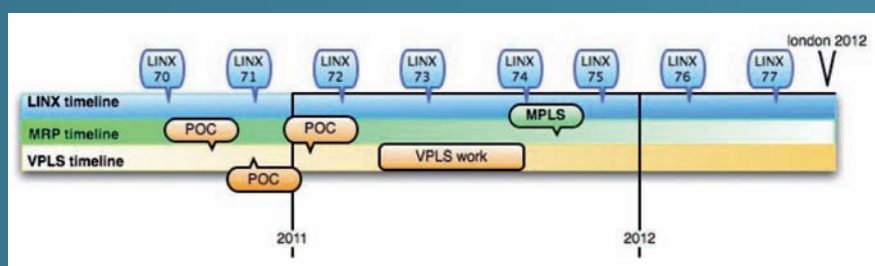 london 2012
LINX
70
LINX
71
LINX
72
LINX
73
LINX
74
LINX
75
LINX
76
LINX
77
LINX timeline
MPLS
MRP timeline
POC
POC
VPLS timeline
VPLS work
POC
2011
2012